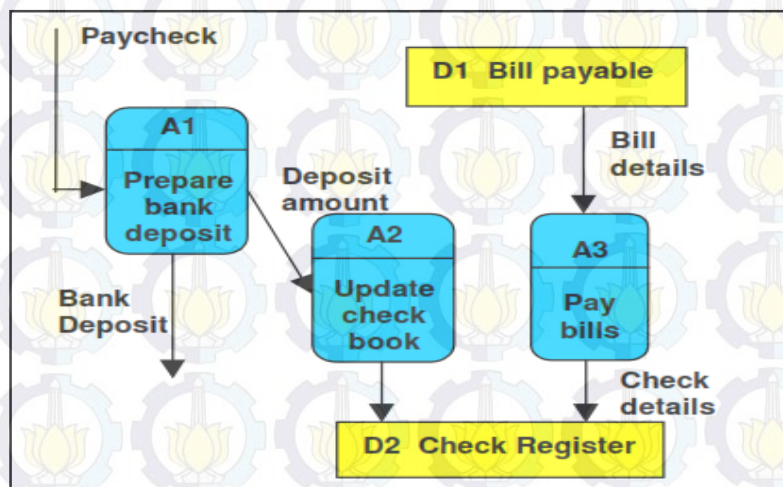 Paycheck
D1 Bill payable
A1
Prepare
bank
deposit
Bill
details
Deposit
amount
A2
Update
check
book
A3
Pay
bills
Bank
Deposit
Check
details
D2 Check Register